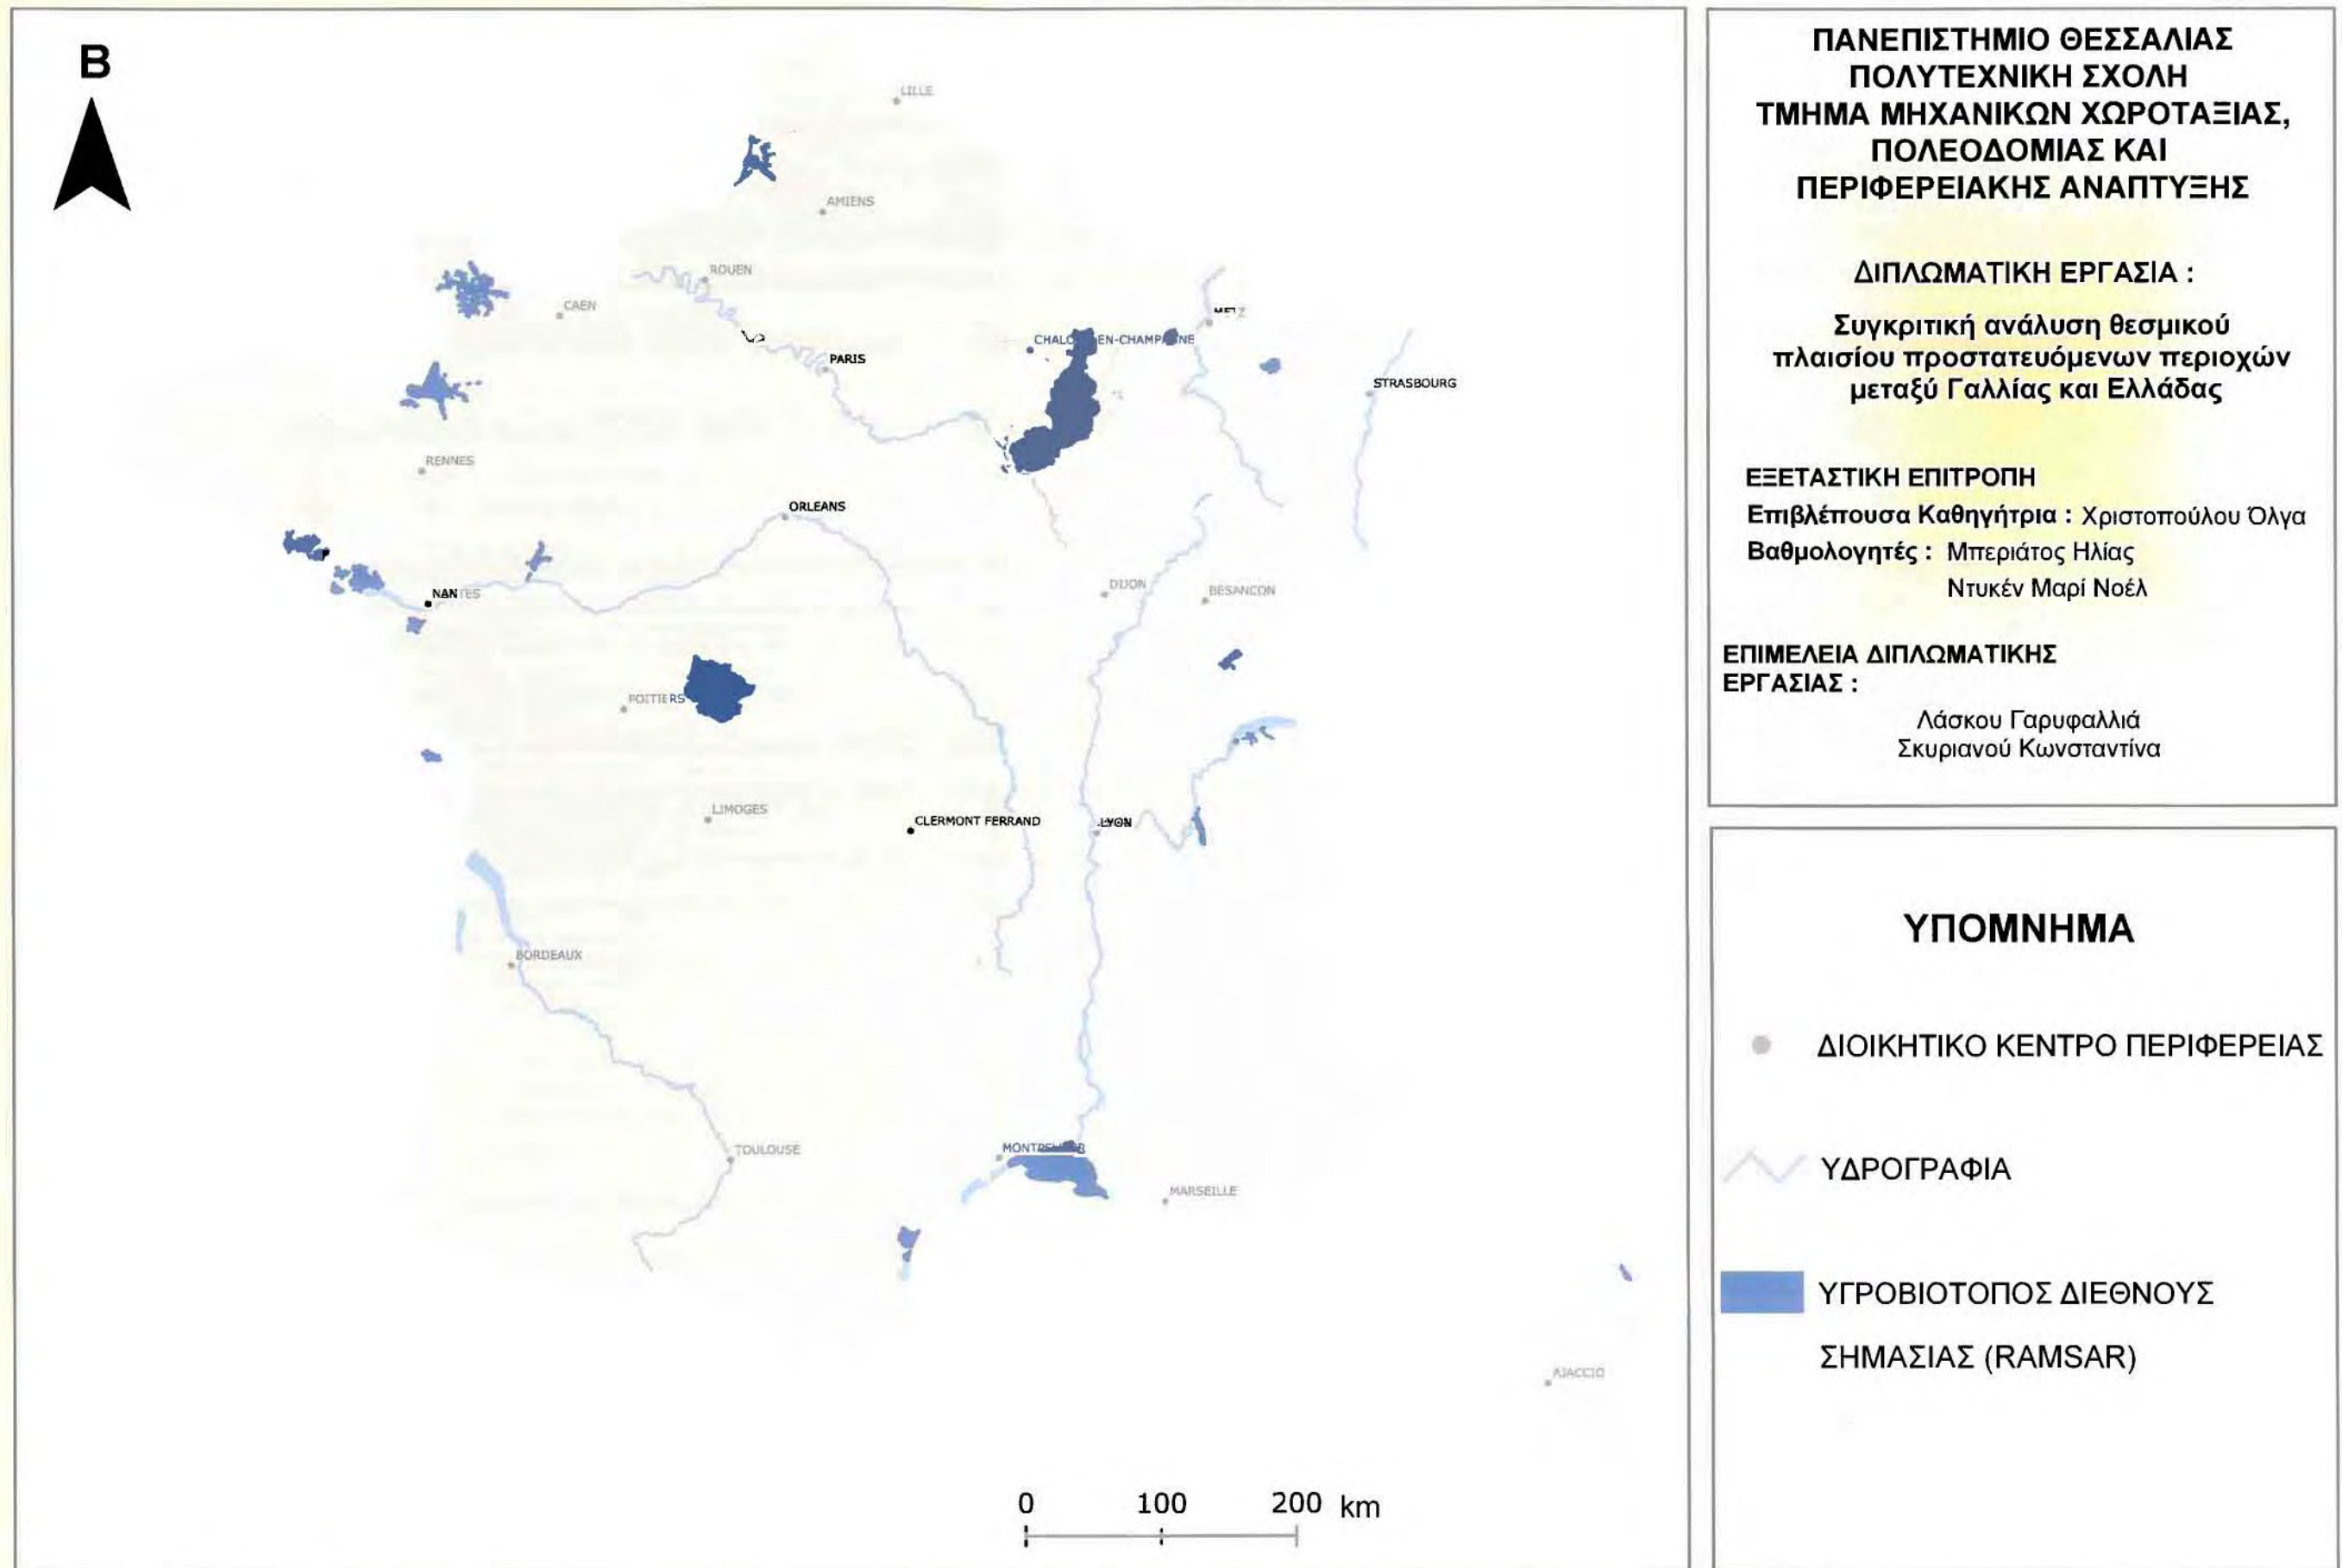 B
LILLE
AMIENS
ROUEN
CAEN
PARIS
STRASBOURG
RENNES
ORLEANS
NANTES
DIJON
BESANCON
POITIERS
LIMOGES
CLERMONT FERRAND
LYON
BORDEAUX
TOULOUSE
MARSEILLE
AJACCIO
0 100 200 km
ΠΑΝΕΠΙΣΤΗΜΙΟ ΘΕΣΣΑΛΙΑΣ
ΠΟΛΥΤΕΧΝΙΚΗ ΣΧΟΛΗ
ΤΜΗΜΑ ΜΗΧΑΝΙΚΩΝ ΧΩΡΟΤΑΞΙΑΣ,
ΠΟΛΕΟΔΟΜΙΑΣ ΚΑΙ
ΠΕΡΙΦΕΡΕΙΑΚΗΣ ΑΝΑΠΤΥΞΗΣ
ΔΙΠΛΩΜΑΤΙΚΗ ΕΡΓΑΣΙΑ :
Συγκριτική ανάλυση θεσμικού
πλαισίου προστατευόμενων περιοχών
μεταξύ Γαλλίας και Ελλάδας
ΕΞΕΤΑΣΤΙΚΗ ΕΠΙΤΡΟΠΗ
Επιβλέπουσα Καθηγήτρια : Χριστοπούλου Όλγα
Βαθμολογητές : Μπεριάτος Ηλίας
Ντυκέν Μαρί Νοέλ
ΕΠΙΜΕΛΕΙΑ ΔΙΠΛΩΜΑΤΙΚΗΣ
ΕΡΓΑΣΙΑΣ :
Λάσκου Γαρυφαλλιά
Σκυριανού Κωνσταντίνα
ΥΠΟΜΝΗΜΑ
ΔΙΟΙΚΗΤΙΚΟ ΚΕΝΤΡΟ ΠΕΡΙΦΕΡΕΙΑΣ
ΥΔΡΟΓΡΑΦΙΑ
ΥΓΡΟΒΙΟΤΟΠΟΣ ΔΙΕΘΝΟΥΣ
ΣΗΜΑΣΙΑΣ (RAMSAR)